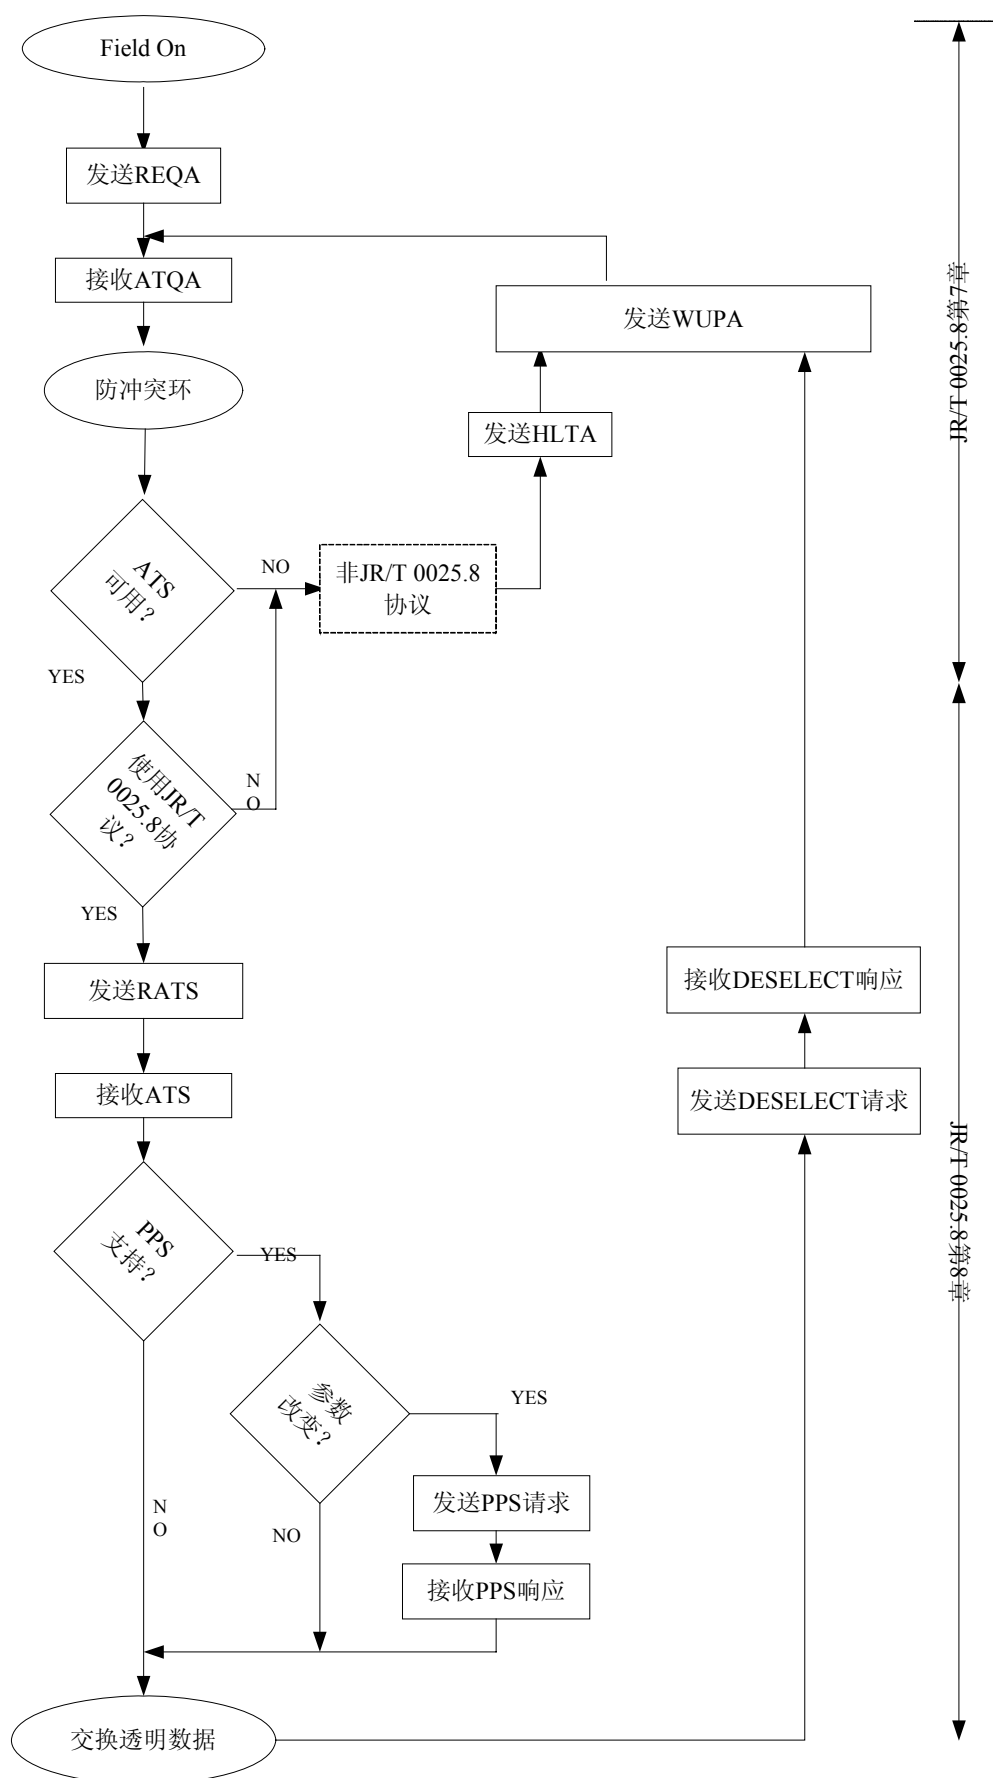 Field On
发送REQA
接收ATQA
防冲突环
发送WUPA
发送HLTA
ATS
可用?
NO
非JR/T 0025.8
协议
YES
使用JR/T
0025.8协
议?
N
O
YES
发送RATS
接收ATS
PPS
支持?
YES
参数
改变?
YES
发送PPS请求
接收PPS响应
NO
N
O
交换透明数据
接收DESELECT响应
发送DESELECT请求
JR/T 0025.8第7章
JR/T 0025.8第8章